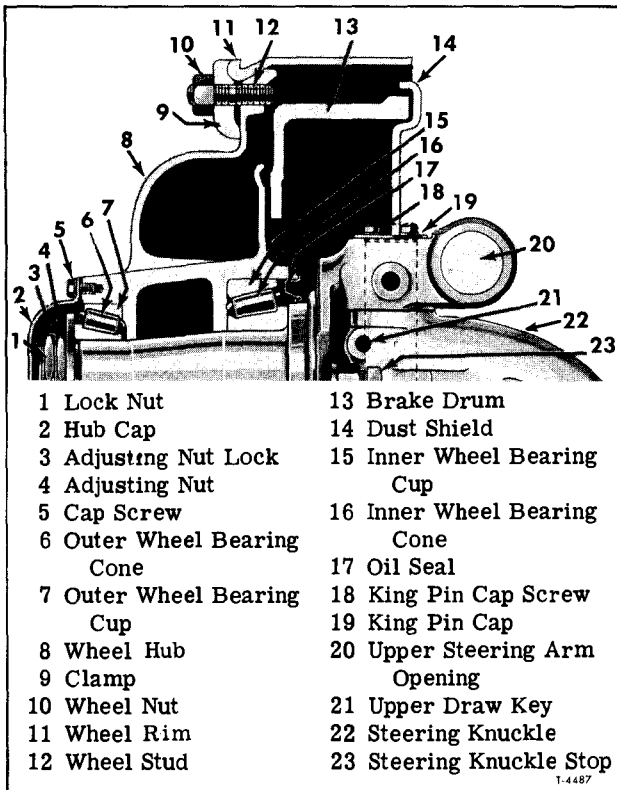 10 11 12 13 14
9 15
8 16
17
18
19
7
6
5
4
3
2
1
20
21 22
23
1 Lock Nut
2 Hub Cap
3 Adjusting Nut Lock
4 Adjusting Nut
5 Cap Screw
6 Outer Wheel Bearing
Cone
7 Outer Wheel Bearing
Cup
8 Wheel Hub
9 Clamp
10 Wheel Nut
11 Wheel Rim
12 Wheel Stud
13 Brake Drum
14 Dust Shield
15 Inner Wheel Bearing
Cup
16 Inner Wheel Bearing
Cone
17 Oil Seal
18 King Pin Cap Screw
19 King Pin Cap
20 Upper Steering Arm
Opening
21 Upper Draw Key
22 Steering Knuckle
23 Steering Knuckle Stop
T-4487